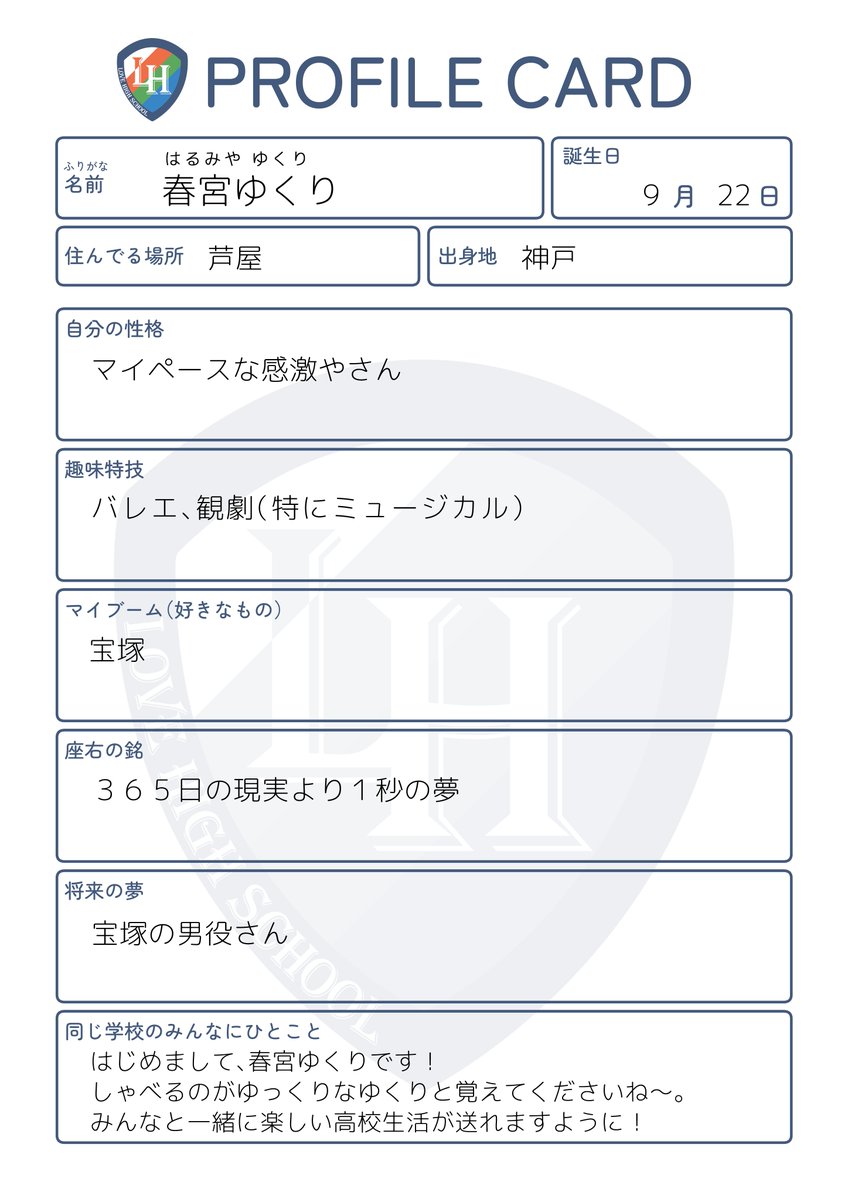 LH
LOVE HIGH SCHOOL
PROFILE CARD
ふりがな
名前
はるみや ゆくり
春宮ゆくり
誕生日
9 月 22 日
住んでる場所 芦屋
出身地 神戸
自分の性格
マイペースな感激やさん
趣味特技
バレエ、観劇(特にミュージカル)
マイブーム(好きなもの)
宝塚
座右の銘
365日の現実より1秒の夢
将来の夢
宝塚の男役さん
同じ学校のみんなにひとこと
はじめまして、春宮ゆくりです!
しゃべるのがゆっくりなゆくりと覚えてくださいね〜。
みんなと一緒に楽しい高校生活が送れますように!
LH
LOVE HIGH SCHOOL